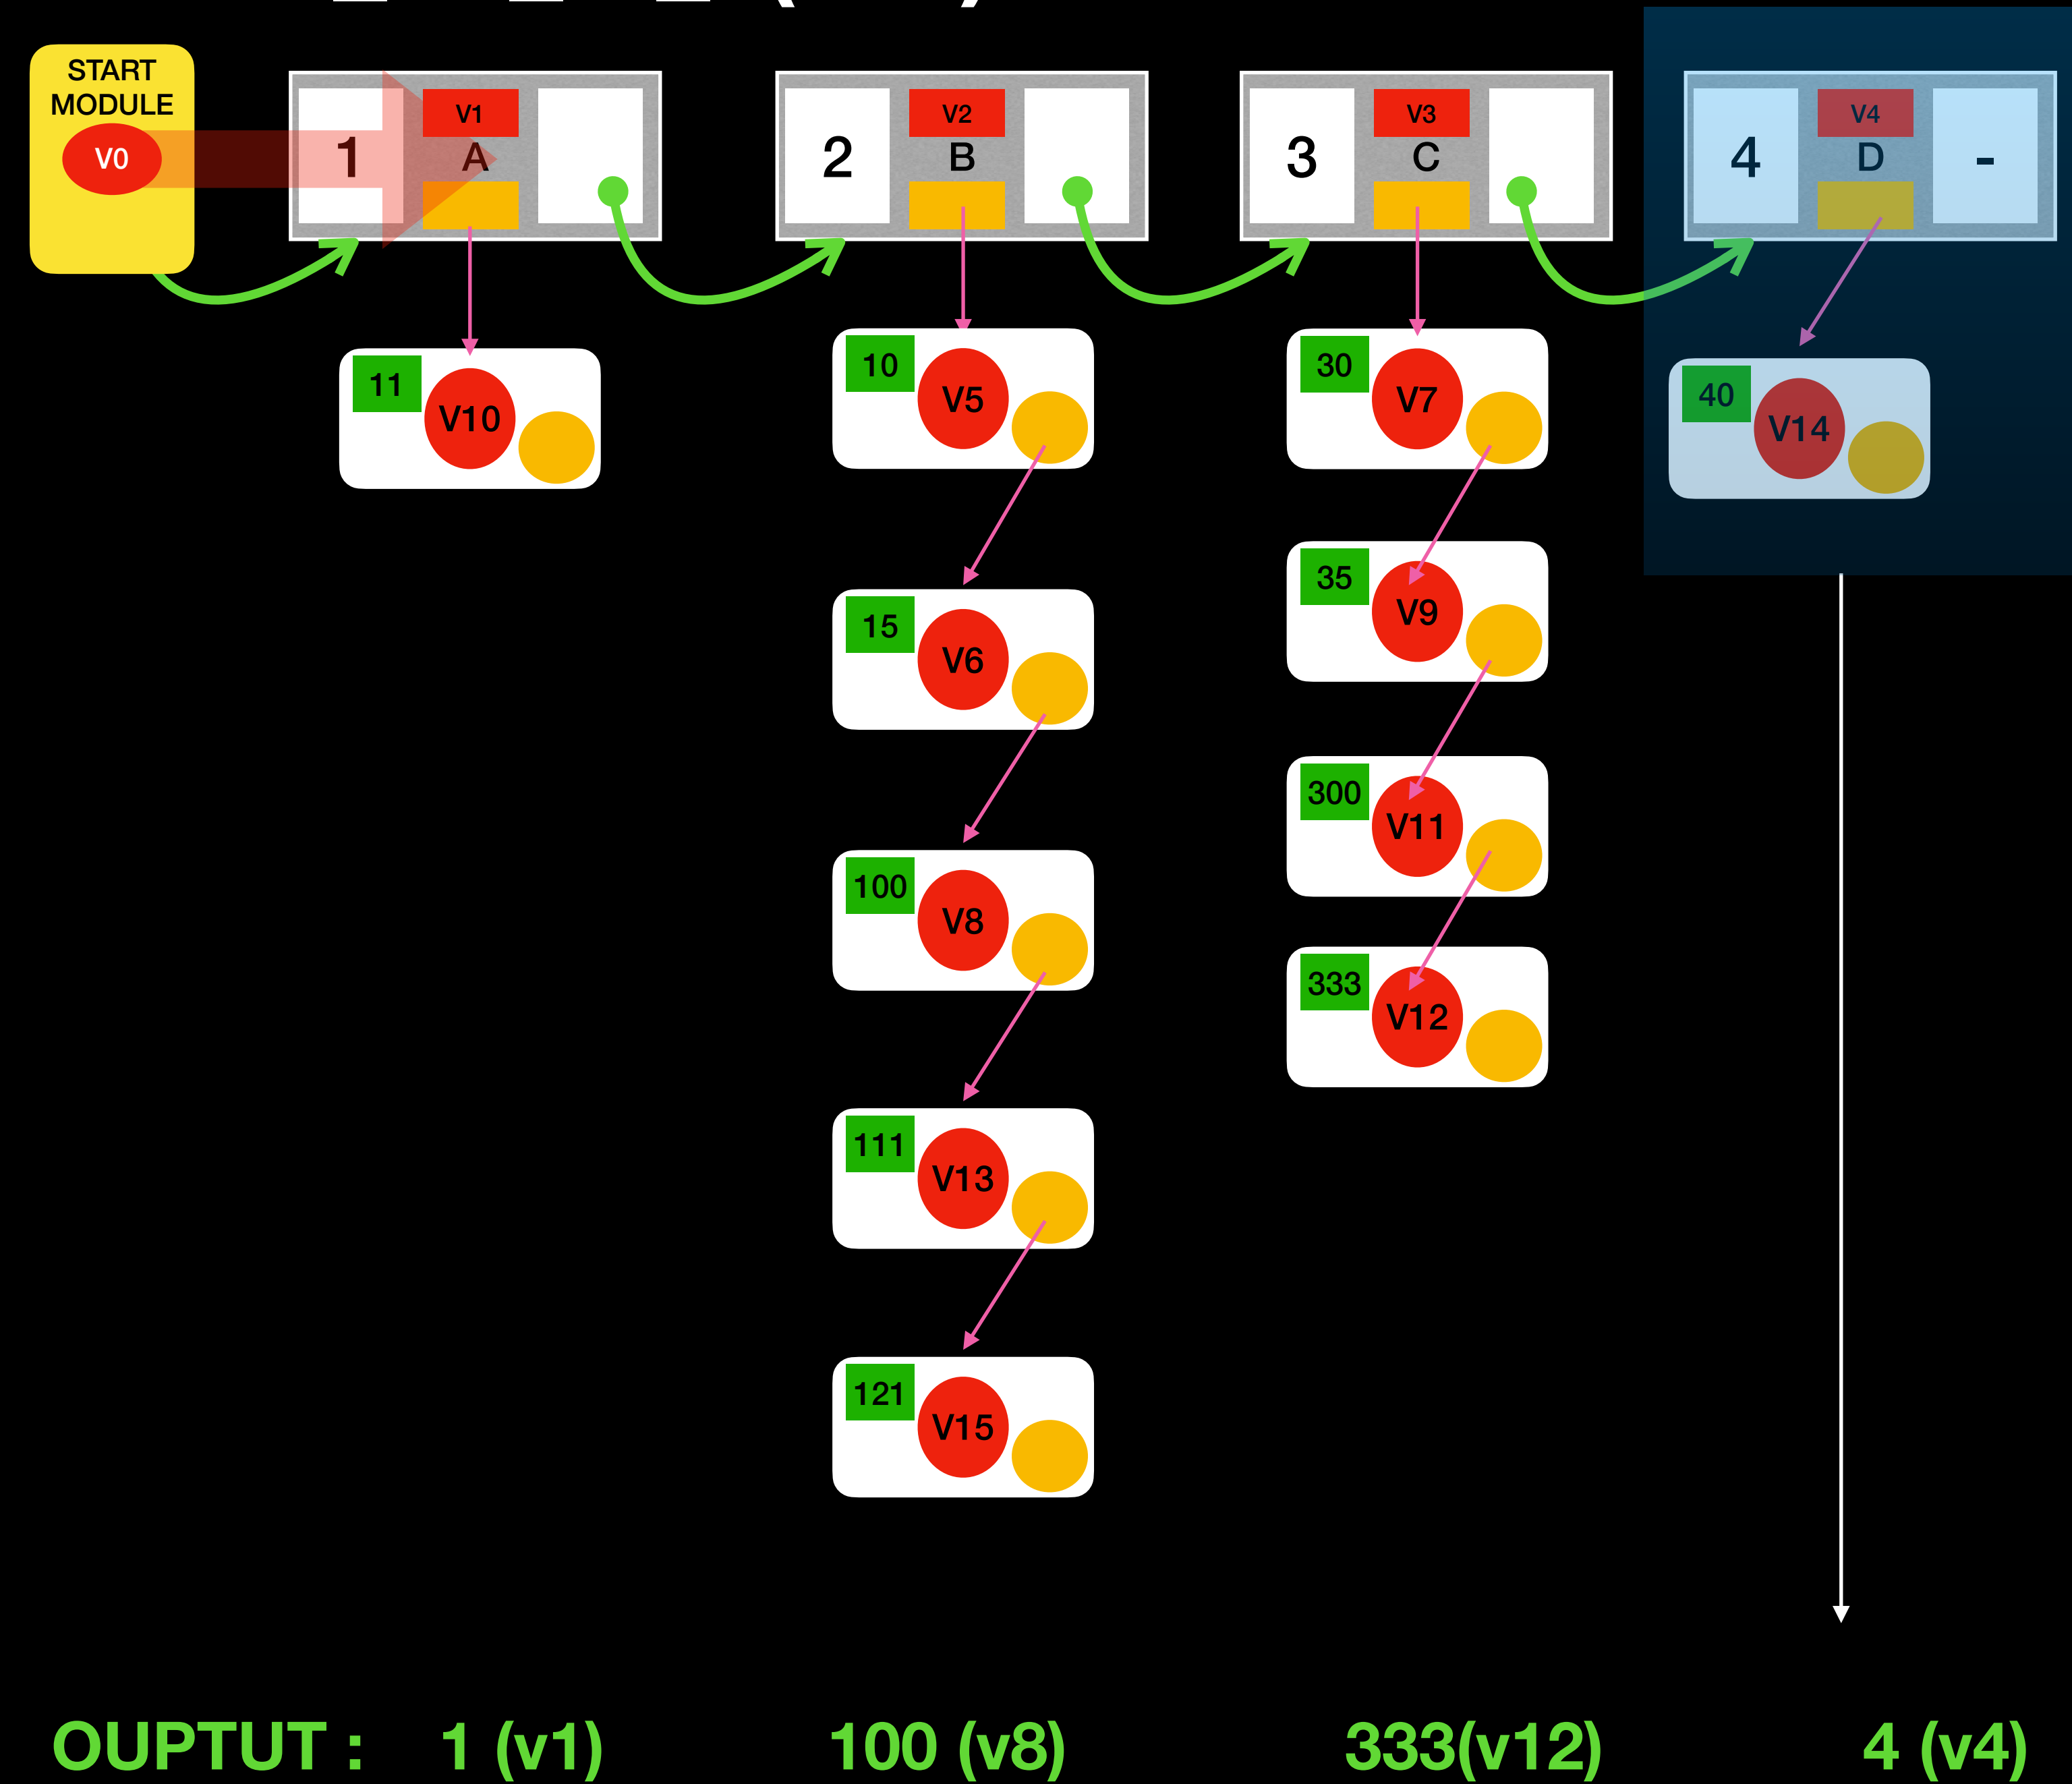 START
MODULE
V0
1
V1
A
2
V2
B
3
V3
C
4
V4
D
-
11
V10
10
V5
30
V7
40
V14
15
V6
35
V9
100
V8
300
V11
333
V12
111
V13
121
V15
OUPTUT : 1 (v1) 100 (v8) 333(v12) 4 (v4)